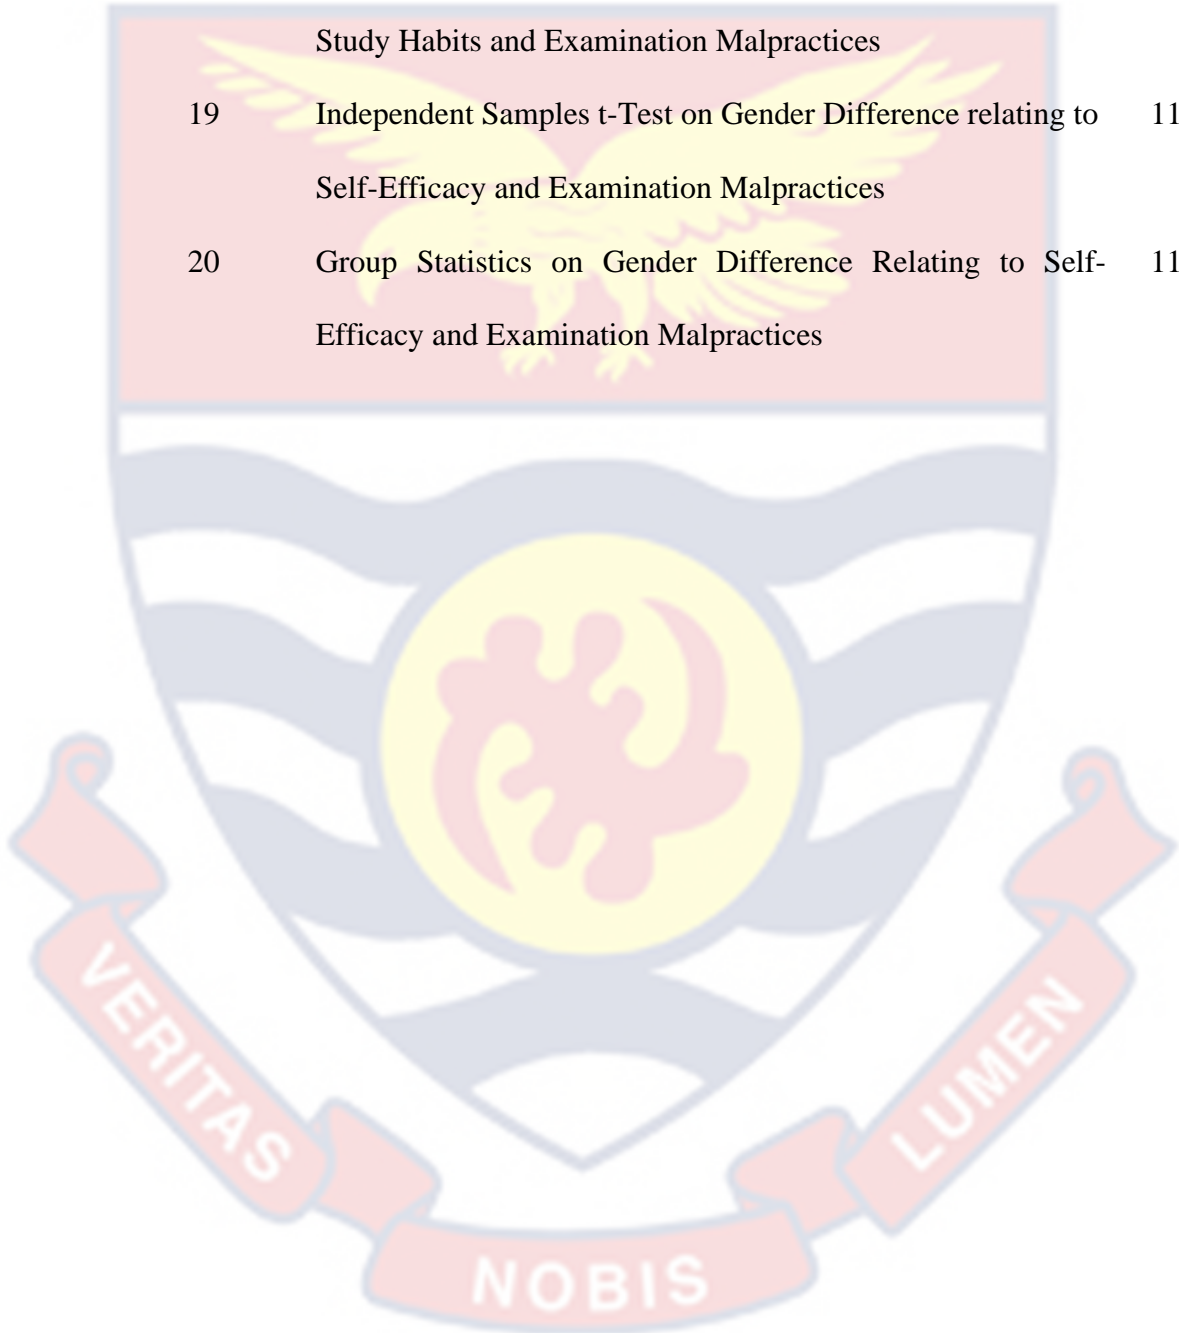 Study Habits and Examination Malpractices
19 Independent Samples t-Test on Gender Difference relating to 11
Self-Efficacy and Examination Malpractices
20 Group Statistics on Gender Difference Relating to Self- 11
Efficacy and Examination Malpractices
VERITAS
NOBIS
LUMEN